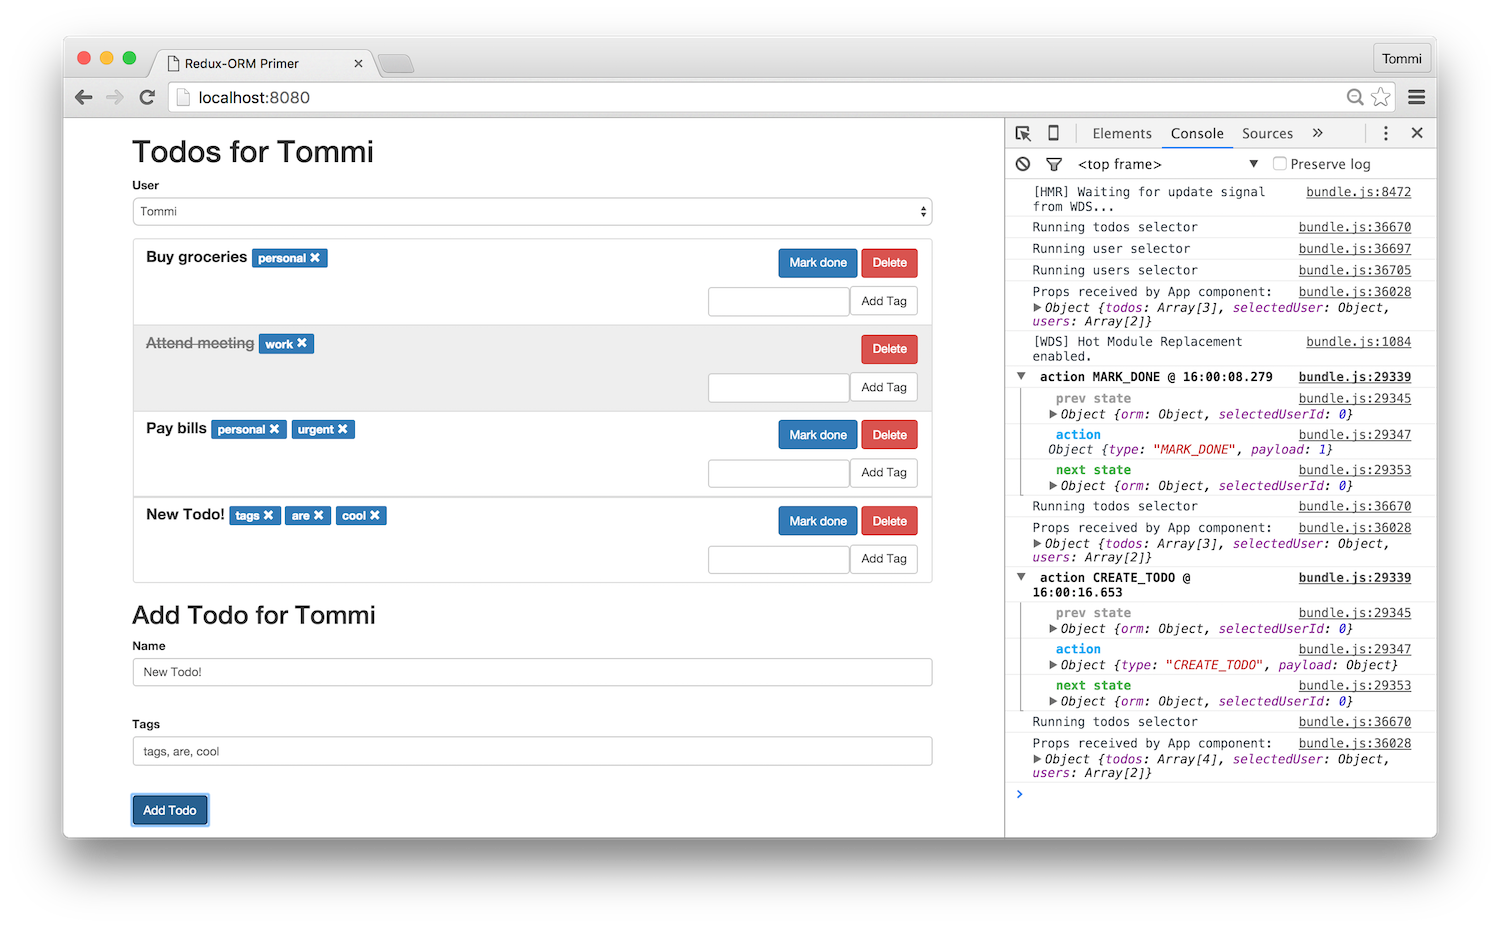 Redux-ORM Primer
Tommi
localhost:8080
Todos for Tommi
User
Tommi
Buy groceries personal ✖ Mark done Delete
Add Tag
Attend meeting work ✖ Delete
Add Tag
Pay bills personal ✖ urgent ✖ Mark done Delete
Add Tag
New Todo! tags ✖ are ✖ cool ✖ Mark done Delete
Add Tag
Add Todo for Tommi
Name
New Todo!
Tags
tags, are, cool
Add Todo
Elements Console Sources »
<top frame> ▼ Preserve log
[HMR] Waiting for update signal bundle.js:8472
from WDS...
Running todos selector bundle.js:36670
Running user selector bundle.js:36697
Running users selector bundle.js:36705
Props received by App component: bundle.js:36028
▶Object {todos: Array[3], selectedUser: Object,
users: Array[2]}
[WDS] Hot Module Replacement bundle.js:1084
enabled.
▼ action MARK_DONE @ 16:00:08.279 bundle.js:29339
prev state bundle.js:29345
▶Object {orm: Object, selectedUserId: 0}
action bundle.js:29347
Object {type: "MARK_DONE", payload: 1}
next state bundle.js:29353
▶Object {orm: Object, selectedUserId: 0}
Running todos selector bundle.js:36670
Props received by App component: bundle.js:36028
▶Object {todos: Array[3], selectedUser: Object,
users: Array[2]}
▼ action CREATE_TODO @ bundle.js:29339
16:00:16.653
prev state bundle.js:29345
▶Object {orm: Object, selectedUserId: 0}
action bundle.js:29347
▶Object {type: "CREATE_TODO", payload: Object}
next state bundle.js:29353
▶Object {orm: Object, selectedUserId: 0}
Running todos selector bundle.js:36670
Props received by App component: bundle.js:36028
▶Object {todos: Array[4], selectedUser: Object,
users: Array[2]}